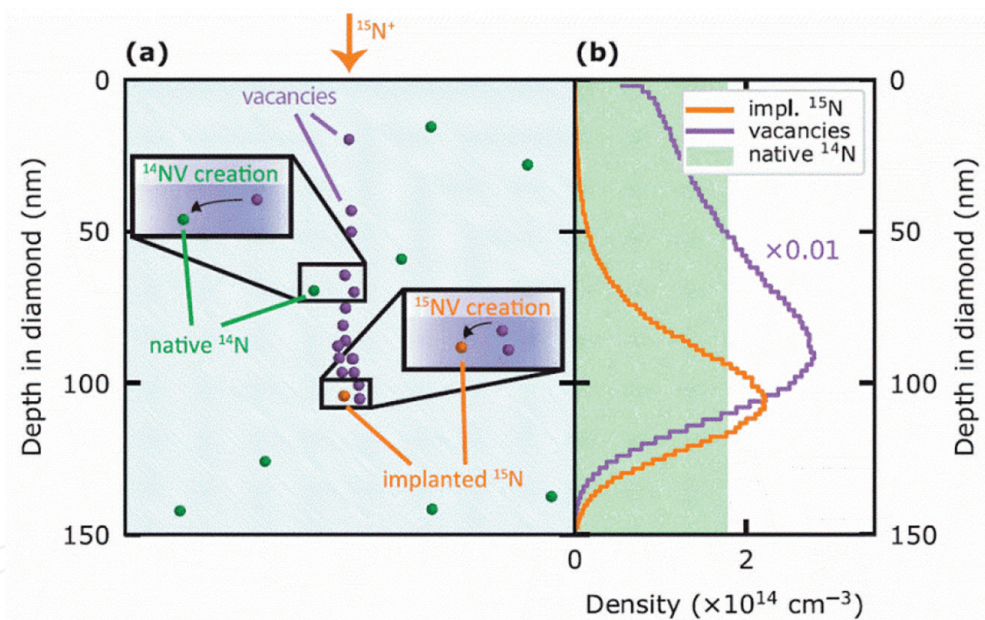 ¹⁵N⁺
(a)
(b)
0
50
100
150
Depth in diamond (nm)
vacancies
¹⁴NV creation
native ¹⁴N
¹⁵NV creation
implanted ¹⁵N
impl. ¹⁵N
vacancies
native ¹⁴N
×0.01
0
50
100
150
Depth in diamond (nm)
0
2
Density (×10¹⁴ cm⁻³)